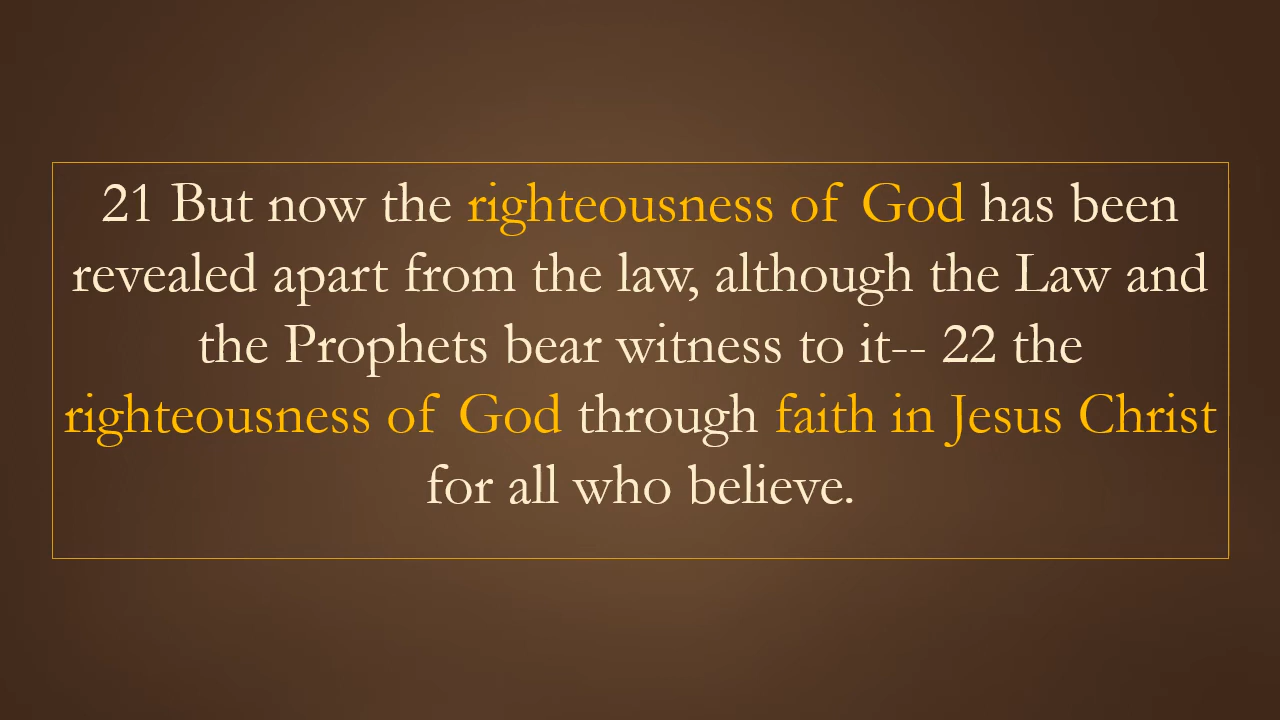 21 But now the righteousness of God has been
revealed apart from the law, although the Law and
the Prophets bear witness to it-- 22 the
righteousness of God through faith in Jesus Christ
for all who believe.